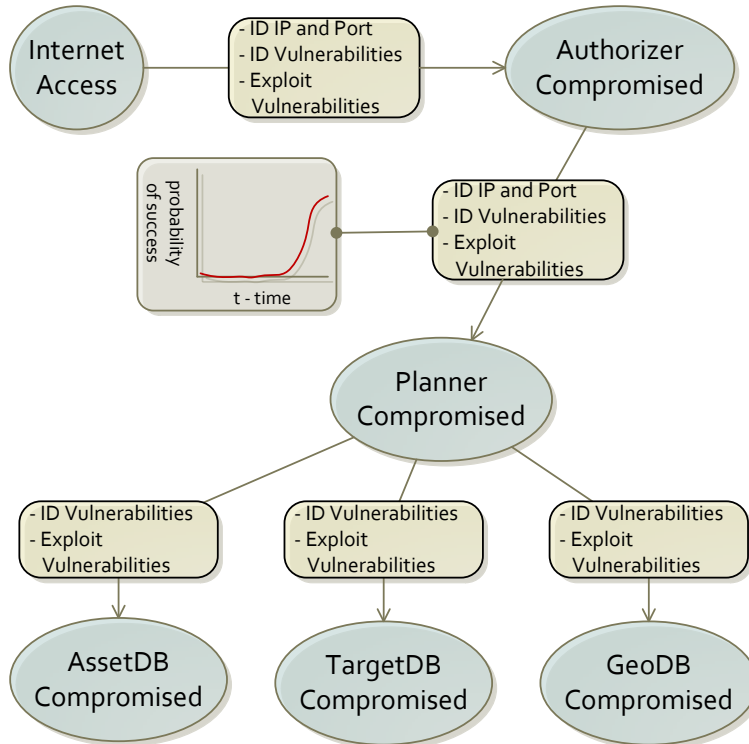 Internet
Access
- ID IP and Port
- ID Vulnerabilities
- Exploit
Vulnerabilities
Authorizer
Compromised
probability
of success
t - time
- ID IP and Port
- ID Vulnerabilities
- Exploit
Vulnerabilities
Planner
Compromised
- ID Vulnerabilities
- Exploit
Vulnerabilities
- ID Vulnerabilities
- Exploit
Vulnerabilities
- ID Vulnerabilities
- Exploit
Vulnerabilities
AssetDB
Compromised
TargetDB
Compromised
GeoDB
Compromised